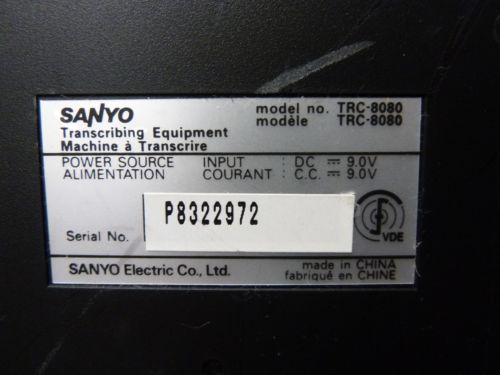 SANYO
model no. TRC-8080
modèle TRC-8080
Transcribing Equipment
Machine à Transcrire
POWER SOURCE INPUT : DC ⎓ 9.0V
ALIMENTATION COURANT : C.C. ⎓ 9.0V
P8322972
Serial No.
VDE
SANYO Electric Co., Ltd.
made in CHINA
fabriqué en CHINE